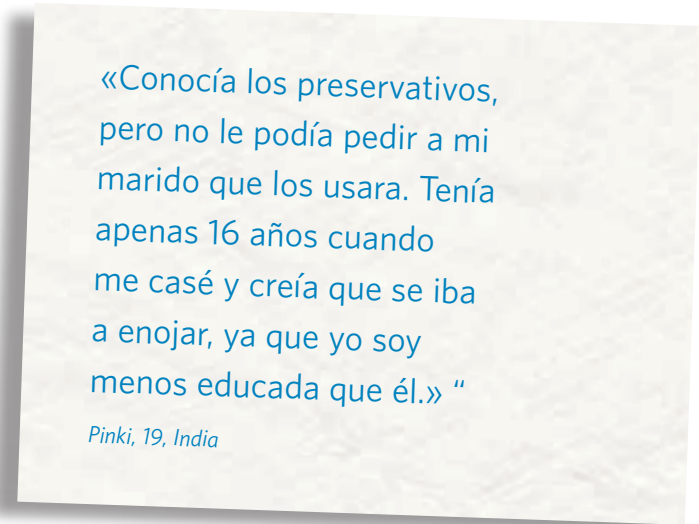 «Conocía los preservativos,
pero no le podía pedir a mi
marido que los usara. Tenía
apenas 16 años cuando
me casé y creía que se iba
a enojar, ya que yo soy
menos educada que él.» “
Pinki, 19, India